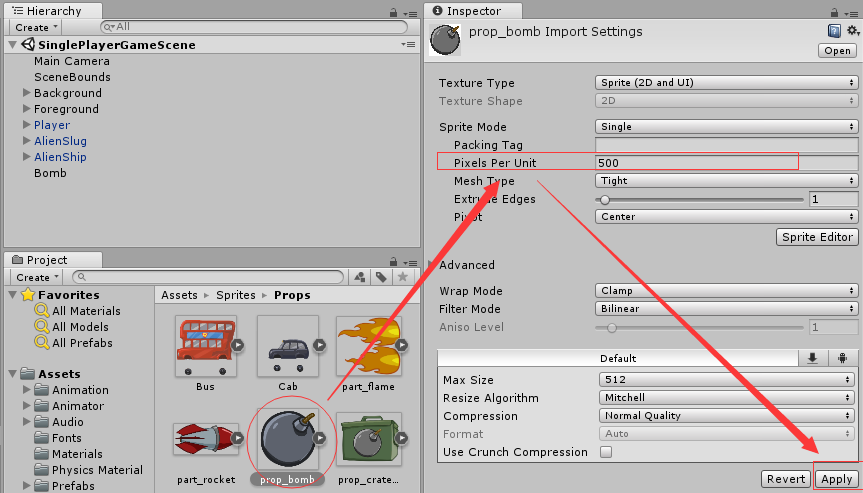 Hierarchy
Create
All
SinglePlayerGameScene
Main Camera
SceneBounds
Background
Foreground
Player
AlienSlug
AlienShip
Bomb
Project
Create
Favorites
All Materials
All Models
All Prefabs
Assets
Animation
Animator
Audio
Fonts
Materials
Physics Material
Prefabs
Assets Sprites Props
Bus Cab part_flame
part_rocket prop_bomb prop_crate...
Inspector
prop_bomb Import Settings
Open
Texture Type Sprite (2D and UI)
Texture Shape 2D
Sprite Mode Single
Packing Tag
Pixels Per Unit 500
Mesh Type Tight
Extrude Edges 1
Pivot Center
Sprite Editor
Advanced
Wrap Mode Clamp
Filter Mode Bilinear
Aniso Level 1
Default
Max Size 512
Resize Algorithm Mitchell
Compression Normal Quality
Format Auto
Use Crunch Compression
Revert Apply